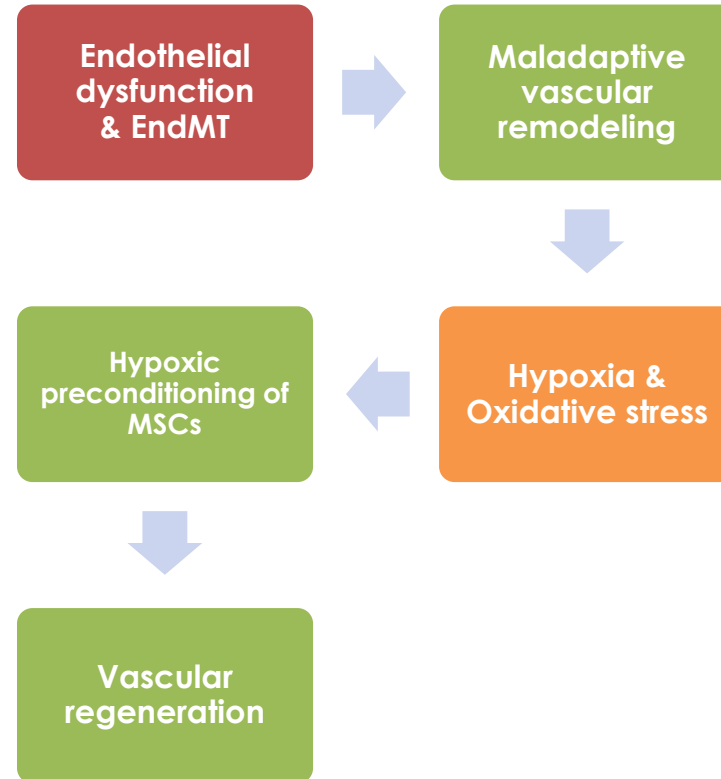 Endothelial
dysfunction
& EndMT
Maladaptive
vascular
remodeling
Hypoxia &
Oxidative stress
Hypoxic
preconditioning of
MSCs
Vascular
regeneration